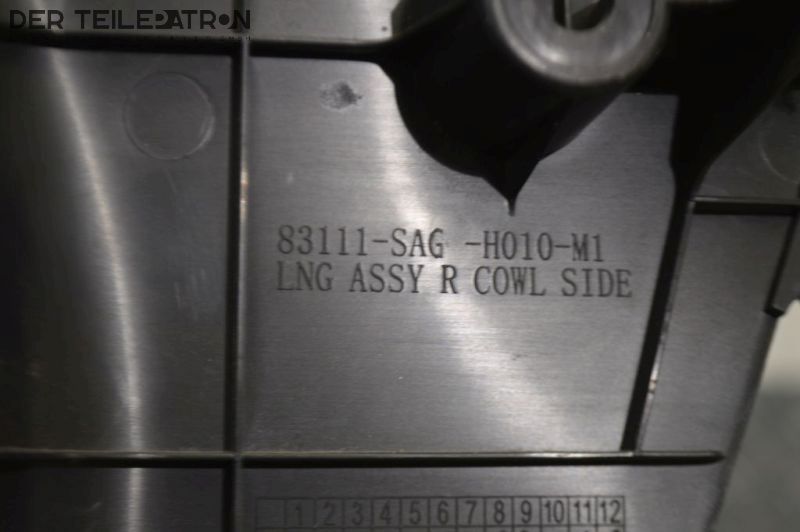 DER TEILEPATRON
83111-SAG -H010-M1
LNG ASSY R COWL SIDE
1 2 3 4 5 6 7 8 9 10 11 12